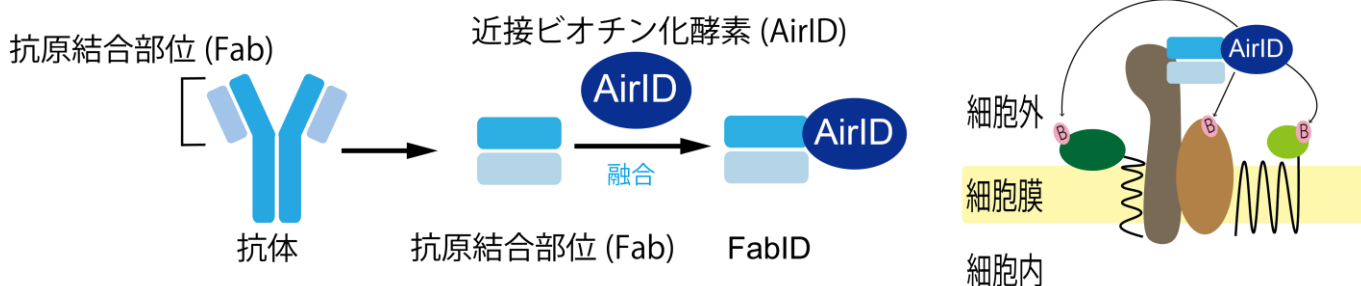 抗原結合部位 (Fab)
抗体
近接ビオチン化酵素 (AirID)
AirID
融合
抗原結合部位 (Fab)
AirID
FabID
AirID
細胞外
B
B
B
細胞膜
細胞内